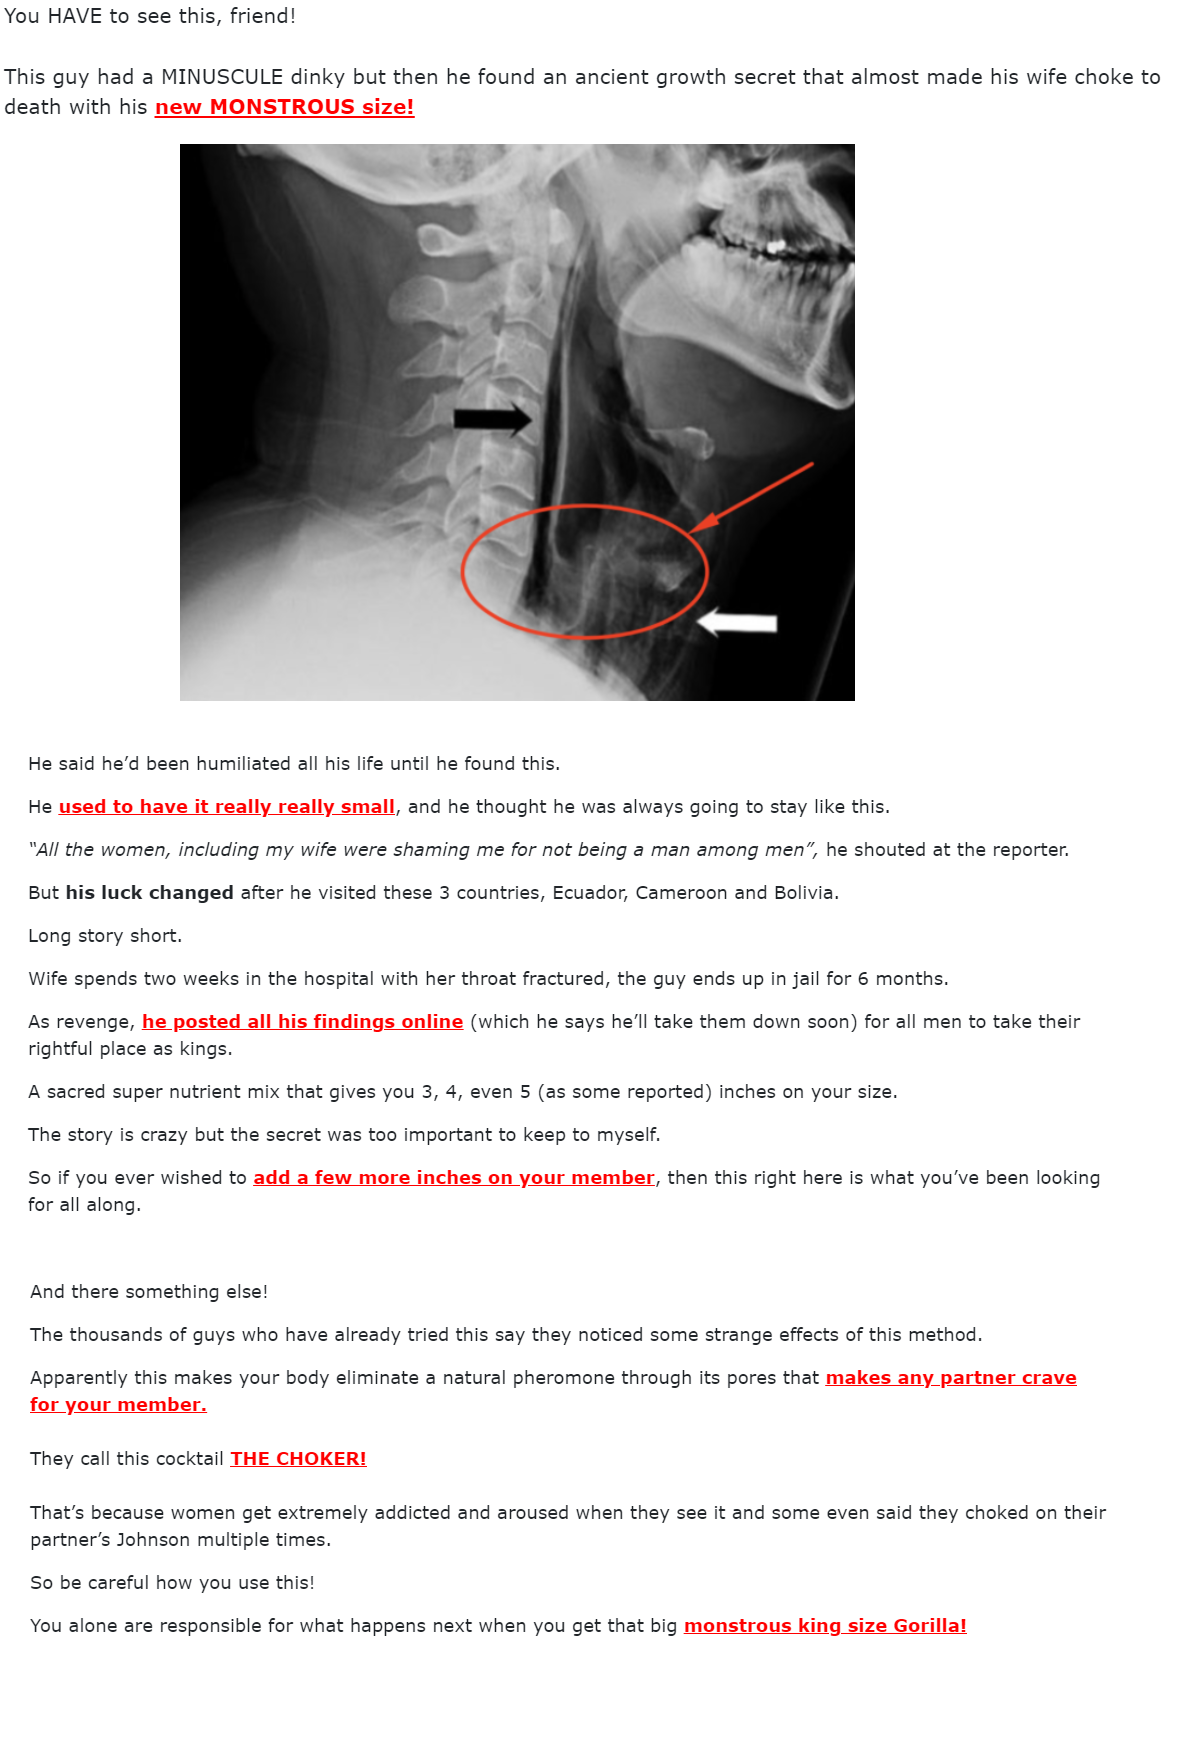 You HAVE to see this, friend!
This guy had a MINUSCULE dinky but then he found an ancient growth secret that almost made his wife choke to
death with his new MONSTROUS size!
He said he’d been humiliated all his life until he found this.
He used to have it really really small, and he thought he was always going to stay like this.
“All the women, including my wife were shaming me for not being a man among men”, he shouted at the reporter.
But his luck changed after he visited these 3 countries, Ecuador, Cameroon and Bolivia.
Long story short.
Wife spends two weeks in the hospital with her throat fractured, the guy ends up in jail for 6 months.
As revenge, he posted all his findings online (which he says he’ll take them down soon) for all men to take their
rightful place as kings.
A sacred super nutrient mix that gives you 3, 4, even 5 (as some reported) inches on your size.
The story is crazy but the secret was too important to keep to myself.
So if you ever wished to add a few more inches on your member, then this right here is what you’ve been looking
for all along.
And there something else!
The thousands of guys who have already tried this say they noticed some strange effects of this method.
Apparently this makes your body eliminate a natural pheromone through its pores that makes any partner crave
for your member.
They call this cocktail THE CHOKER!
That’s because women get extremely addicted and aroused when they see it and some even said they choked on their
partner’s Johnson multiple times.
So be careful how you use this!
You alone are responsible for what happens next when you get that big monstrous king size Gorilla!